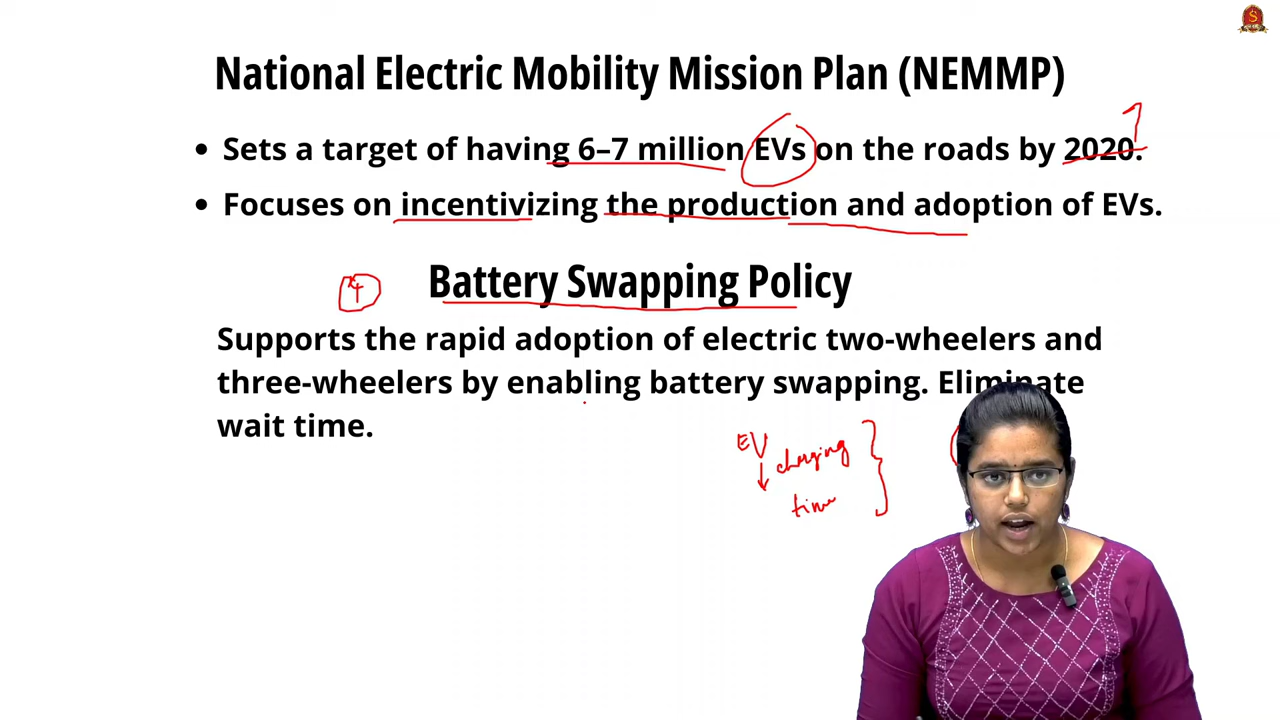 National Electric Mobility Mission Plan (NEMMP)
• Sets a target of having 6–7 million EVs on the roads by 2020.
• Focuses on incentivizing the production and adoption of EVs.
Battery Swapping Policy
Supports the rapid adoption of electric two-wheelers and
three-wheelers by enabling battery swapping. Eliminate
wait time.
EV
charging
time